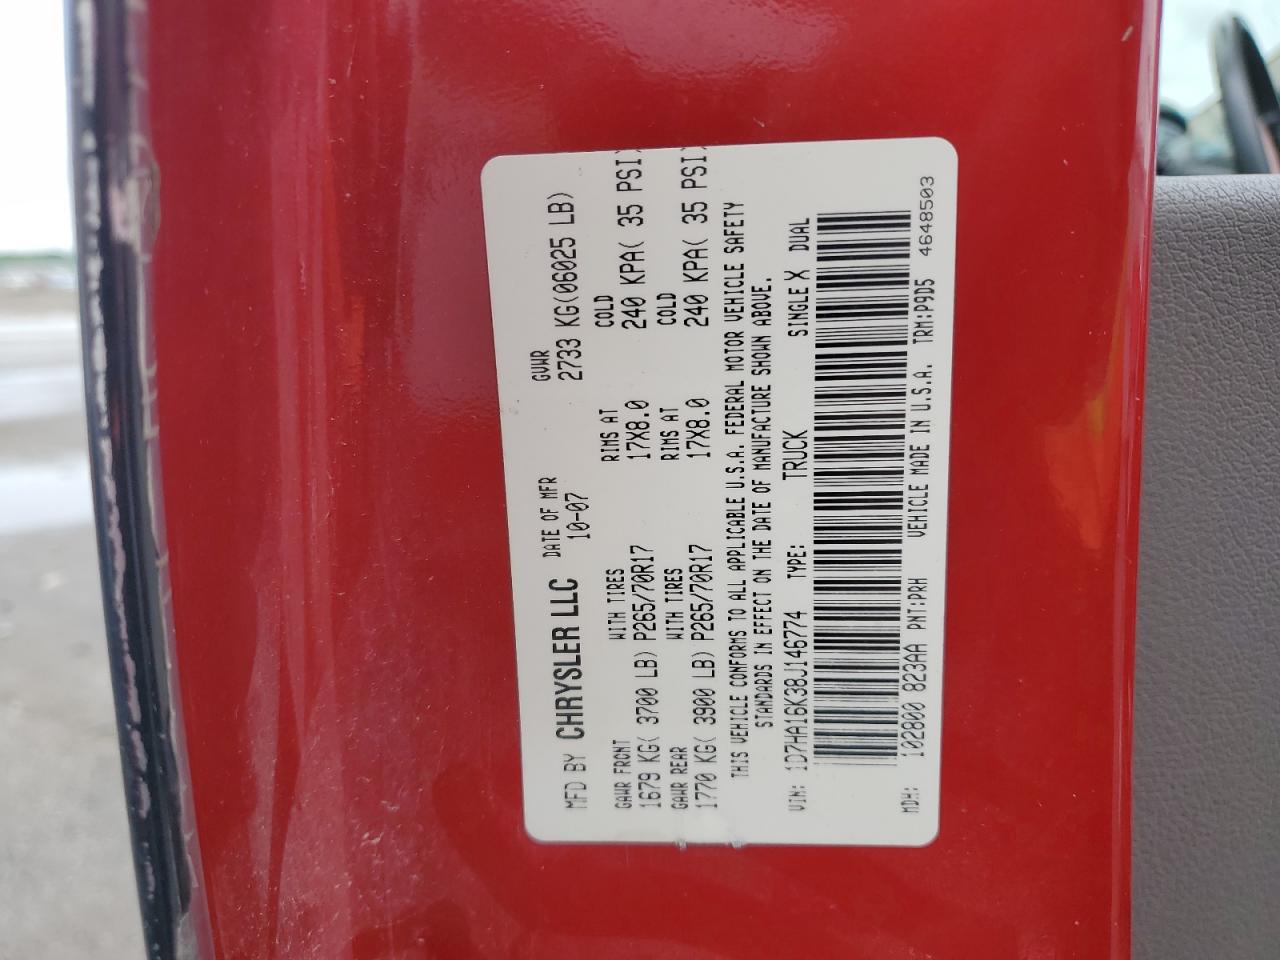 MFD BY CHRYSLER LLC DATE OF MFR GVWR
10-07 2733 KG(06025 LB)
GAWR FRONT WITH TIRES RIMS AT COLD
1679 KG( 3700 LB) P265/70R17 17X8.0 240 KPA( 35 PSI)
GAWR REAR WITH TIRES RIMS AT COLD
1770 KG( 3900 LB) P265/70R17 17X8.0 240 KPA( 35 PSI)
THIS VEHICLE CONFORMS TO ALL APPLICABLE U.S.A. FEDERAL MOTOR VEHICLE SAFETY
STANDARDS IN EFFECT ON THE DATE OF MANUFACTURE SHOWN ABOVE.
VIN: 1D7HA16K38J146774 TYPE: TRUCK SINGLE X DUAL
MDH: 102800 823AA PNT:PRH VEHICLE MADE IN U.S.A. TRM:P9D5 4648503